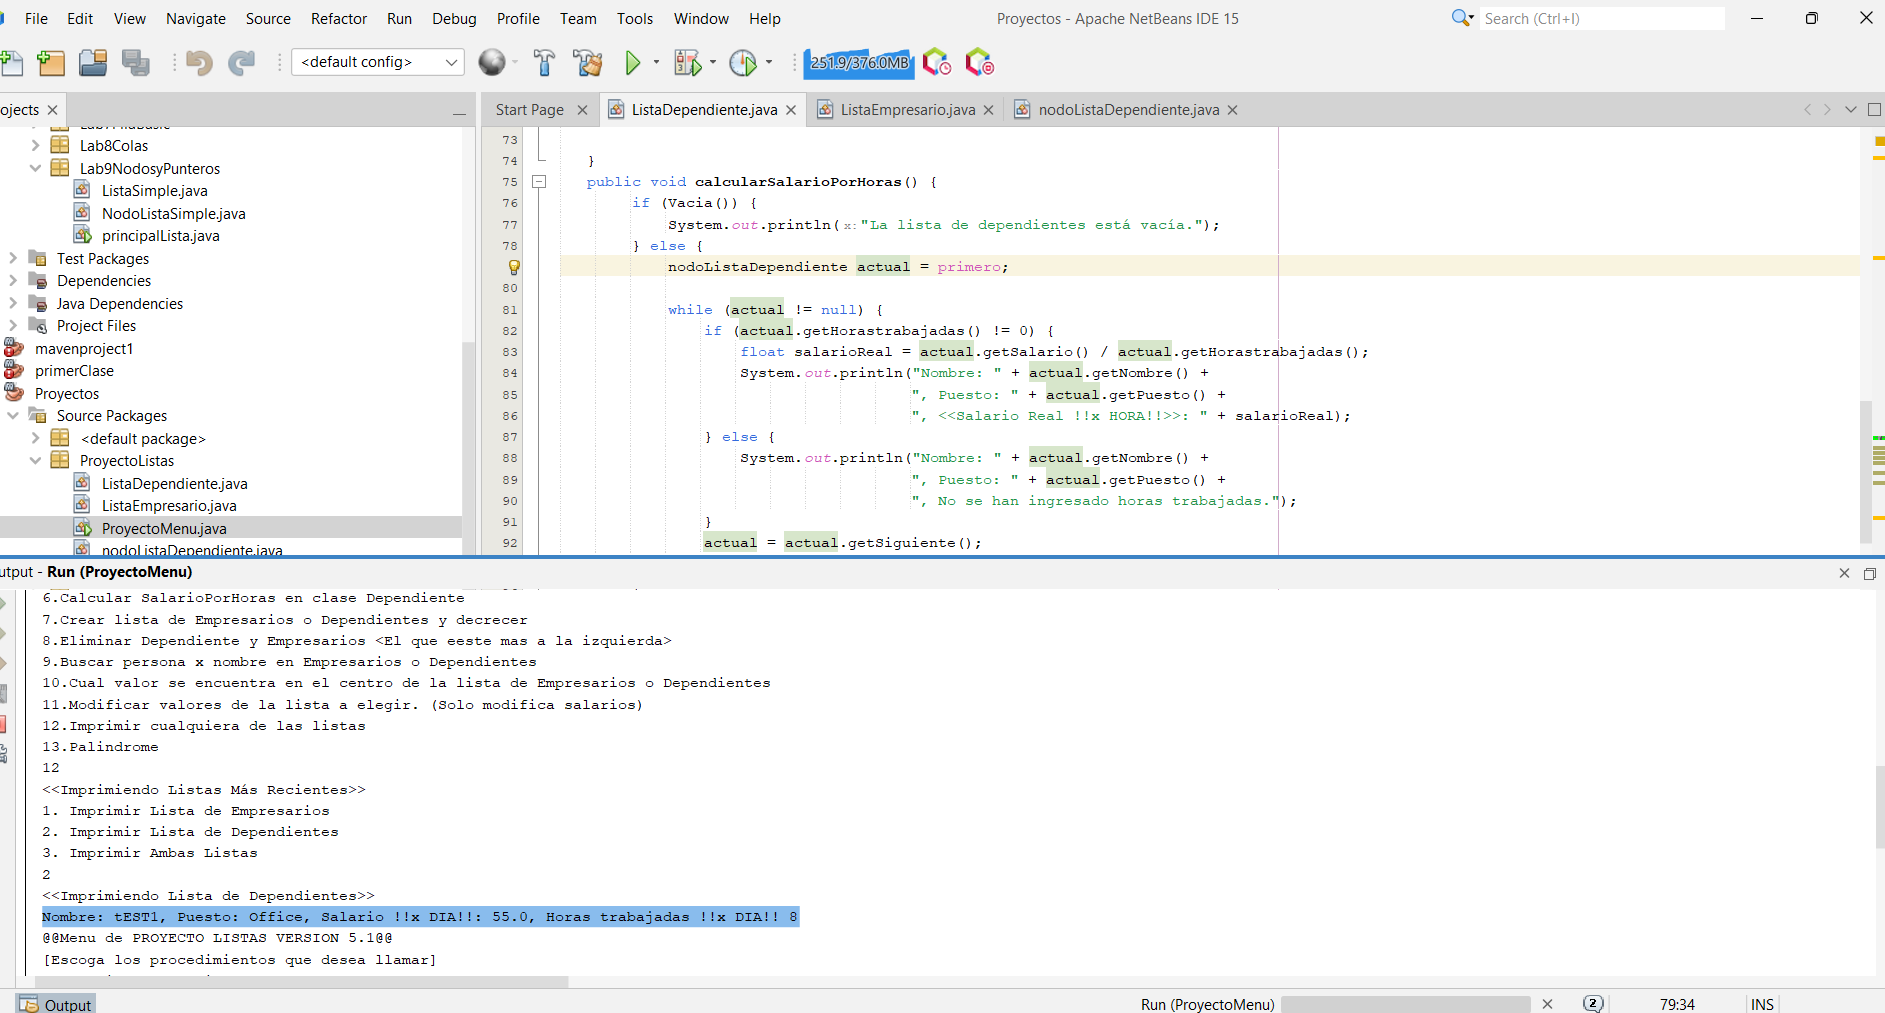 File Edit View Navigate Source Refactor Run Debug Profile Team Tools Window Help Proyectos - Apache NetBeans IDE 15 Search (Ctrl+I)
<default config> 251.9/376.0MB
ojects
Start Page ListaDependiente.java ListaEmpresario.java nodoListaDependiente.java
Lab8Colas
Lab9NodosyPunteros
ListaSimple.java
NodoListaSimple.java
principalLista.java
Test Packages
Dependencies
Java Dependencies
Project Files
mavenproject1
primerClase
Proyectos
Source Packages
<default package>
ProyectoListas
ListaDependiente.java
ListaEmpresario.java
ProyectoMenu.java
nodoListaDependiente.java
73
74 }
75 public void calcularSalarioPorHoras() {
76 if (Vacia()) {
77 System.out.println(x:"La lista de dependientes está vacía.");
78 } else {
nodoListaDependiente actual = primero;
80
81 while (actual != null) {
82 if (actual.getHorastrabajadas() != 0) {
83 float salarioReal = actual.getSalario() / actual.getHorastrabajadas();
84 System.out.println("Nombre: " + actual.getNombre() +
85 ", Puesto: " + actual.getPuesto() +
86 ", <<Salario Real !!x HORA!!>>: " + salarioReal);
87 } else {
88 System.out.println("Nombre: " + actual.getNombre() +
89 ", Puesto: " + actual.getPuesto() +
90 ", No se han ingresado horas trabajadas.");
91 }
92 actual = actual.getSiguiente();
utput - Run (ProyectoMenu)
6.Calcular SalarioPorHoras en clase Dependiente
7.Crear lista de Empresarios o Dependientes y decrecer
8.Eliminar Dependiente y Empresarios <El que eeste mas a la izquierda>
9.Buscar persona x nombre en Empresarios o Dependientes
10.Cual valor se encuentra en el centro de la lista de Empresarios o Dependientes
11.Modificar valores de la lista a elegir. (Solo modifica salarios)
12.Imprimir cualquiera de las listas
13.Palindrome
12
<<Imprimiendo Listas Más Recientes>>
1. Imprimir Lista de Empresarios
2. Imprimir Lista de Dependientes
3. Imprimir Ambas Listas
2
<<Imprimiendo Lista de Dependientes>>
Nombre: tEST1, Puesto: Office, Salario !!x DIA!!: 55.0, Horas trabajadas !!x DIA!! 8
@@Menu de PROYECTO LISTAS VERSION 5.1@@
[Escoga los procedimientos que desea llamar]
Output Run (ProyectoMenu) 2 79:34 INS